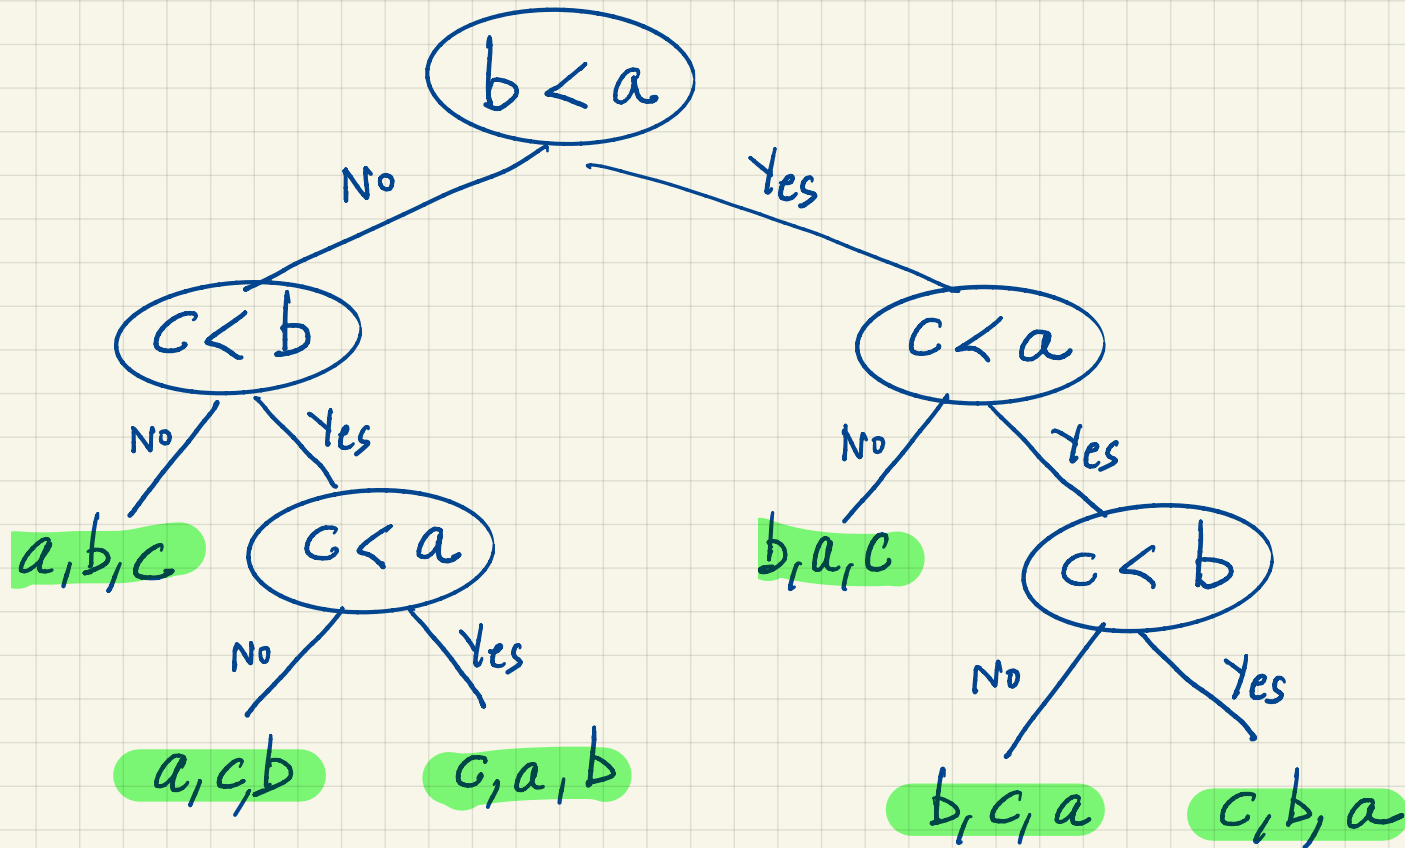 b < a
No Yes
c < b c < a
No Yes No Yes
a, b, c c < a b, a, c c < b
No Yes No Yes
a, c, b c, a, b b, c, a c, b, a